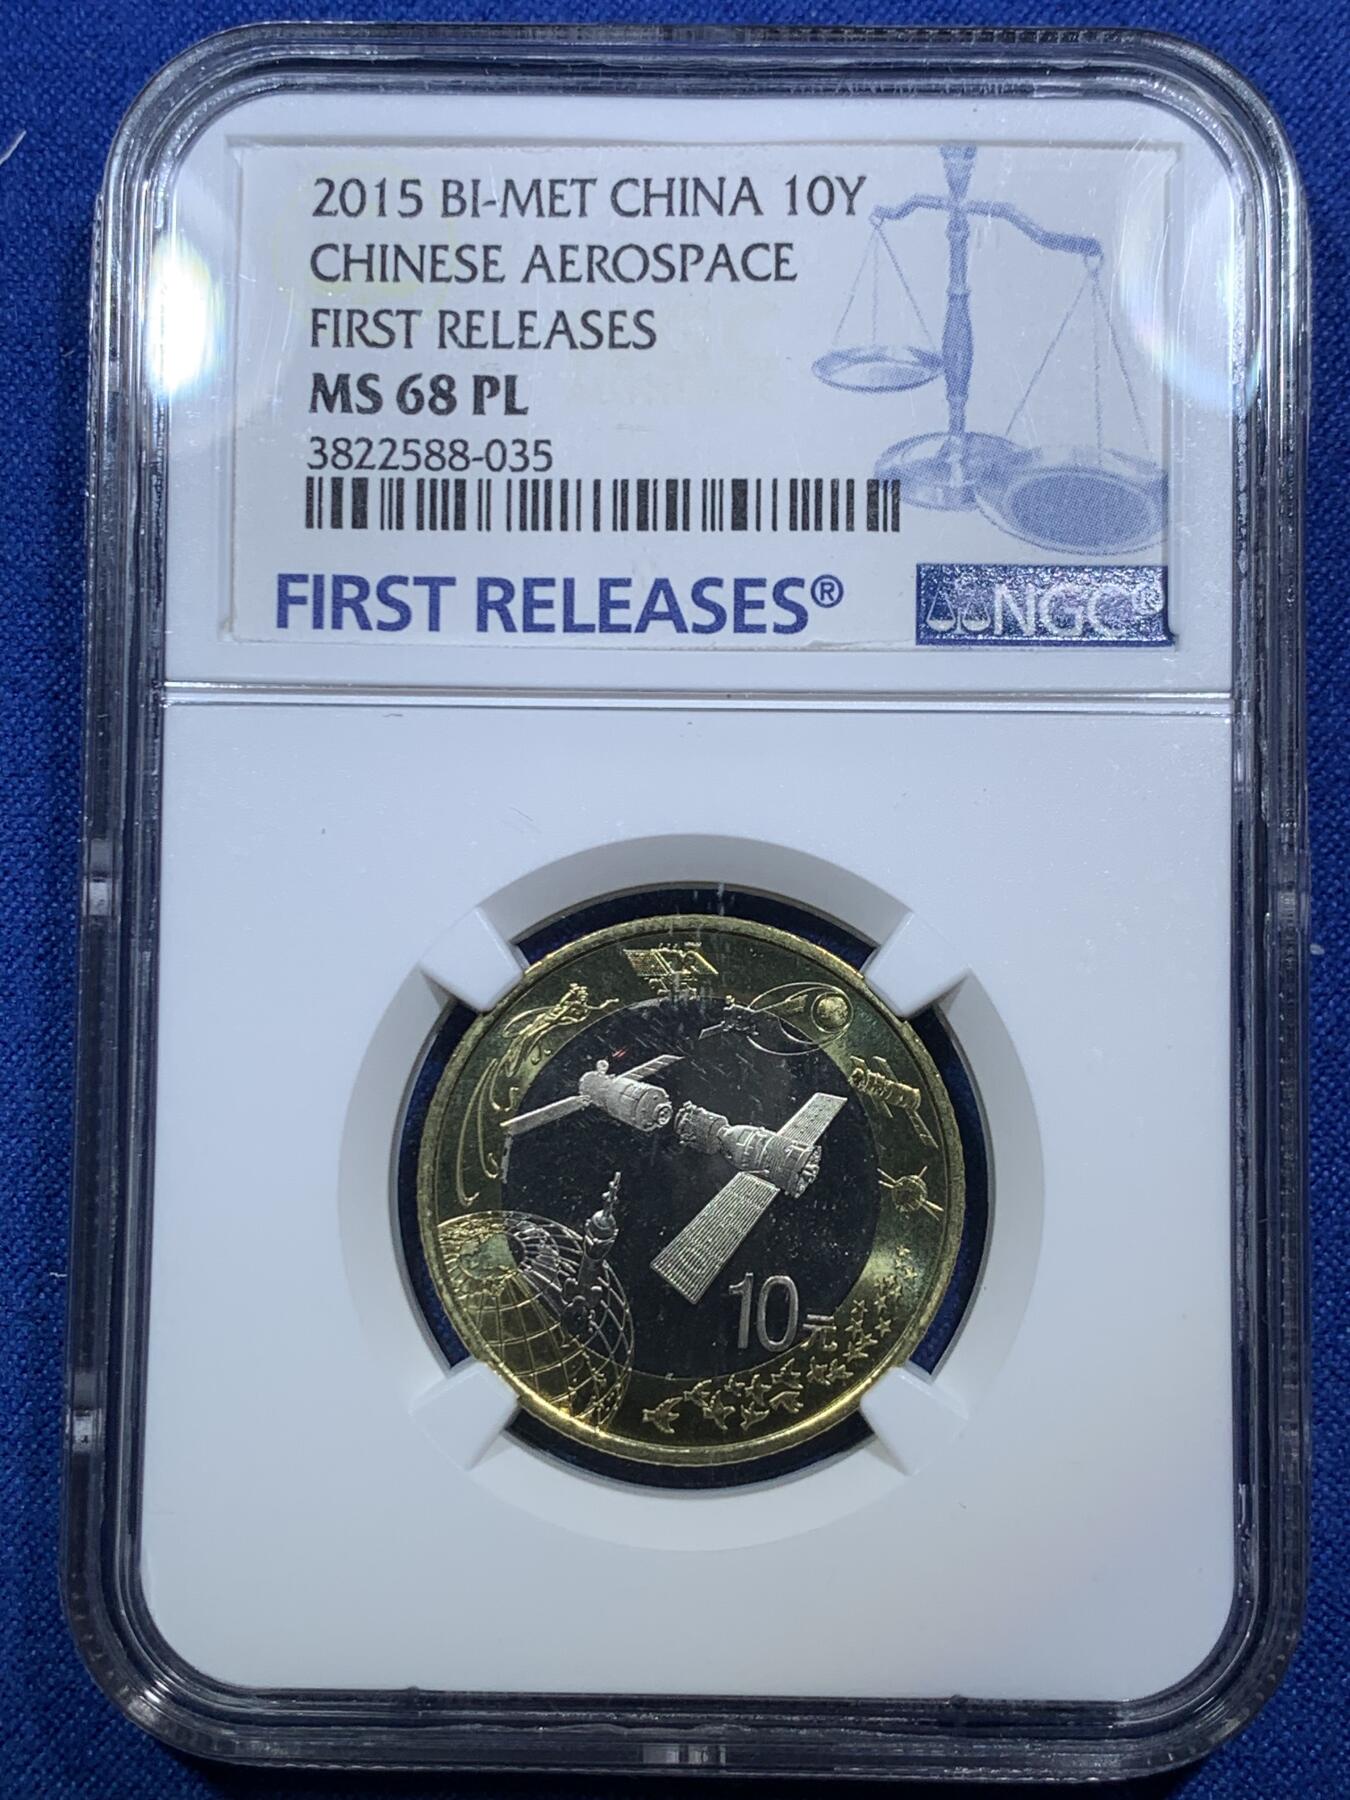 2015 BI-MET CHINA 10Y
CHINESE AEROSPACE
FIRST RELEASES
MS 68 PL
3822588-035
FIRST RELEASES®
NGC®
10元